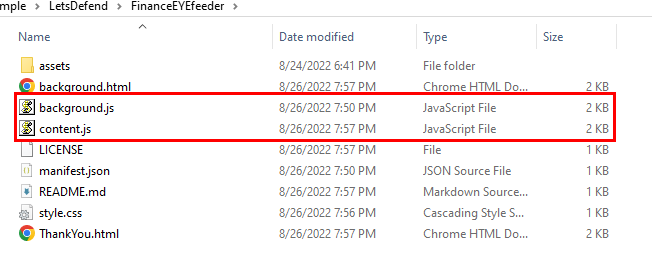 mple > LetsDefend > FinanceEYEfeeder >
Name Date modified Type Size
assets 8/24/2022 6:41 PM File folder
background.html 8/26/2022 7:57 PM Chrome HTML Do... 2 KB
background.js 8/26/2022 7:50 PM JavaScript File 2 KB
content.js 8/26/2022 7:57 PM JavaScript File 2 KB
LICENSE 8/26/2022 7:57 PM File 1 KB
manifest.json 8/26/2022 7:57 PM JSON Source File 1 KB
README.md 8/26/2022 7:57 PM Markdown Source... 1 KB
style.css 8/26/2022 7:56 PM Cascading Style S... 1 KB
ThankYou.html 8/26/2022 7:57 PM Chrome HTML Do... 1 KB